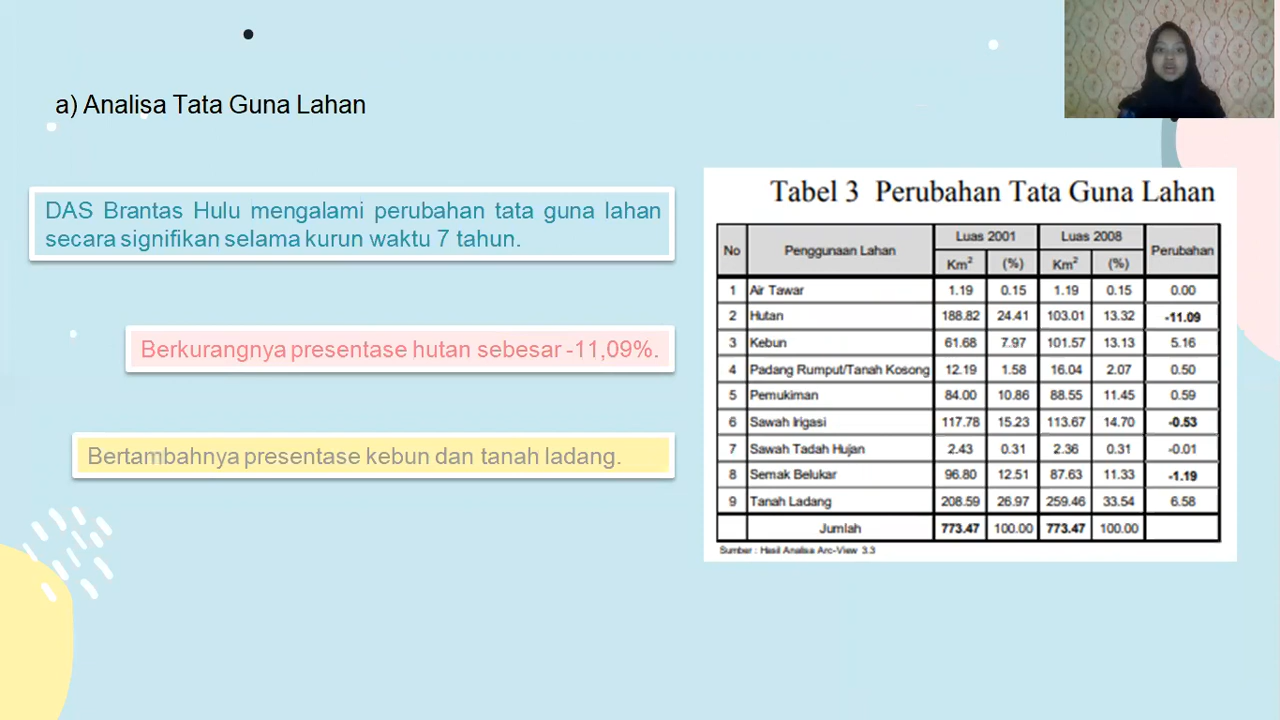 a) Analisa Tata Guna Lahan
DAS Brantas Hulu mengalami perubahan tata guna lahan
secara signifikan selama kurun waktu 7 tahun.
Berkurangnya presentase hutan sebesar -11,09%.
Bertambahnya presentase kebun dan tanah ladang.
Tabel 3 Perubahan Tata Guna Lahan
No Penggunaan Lahan Luas 2001 Luas 2008 Perubahan
Km² (%) Km² (%)
1 Air Tawar 1.19 0.15 1.19 0.15 0.00
2 Hutan 188.82 24.41 103.01 13.32 -11.09
3 Kebun 61.68 7.97 101.57 13.13 5.16
4 Padang Rumput/Tanah Kosong 12.19 1.58 16.04 2.07 0.50
5 Pemukiman 84.00 10.86 88.55 11.45 0.59
6 Sawah Irigasi 117.78 15.23 113.67 14.70 -0.53
7 Sawah Tadah Hujan 2.43 0.31 2.36 0.31 -0.01
8 Semak Belukar 96.80 12.51 87.63 11.33 -1.19
9 Tanah Ladang 208.59 26.97 259.46 33.54 6.58
Jumlah 773.47 100.00 773.47 100.00
Sumber : Hasil Analisa Arc-View 3.3